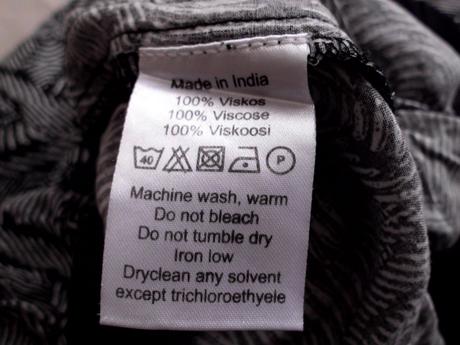 Made in India
100% Viskos
100% Viscose
100% Viskoosi
40 P
Machine wash, warm
Do not bleach
Do not tumble dry
Iron low
Dryclean any solvent
except trichloroethyele